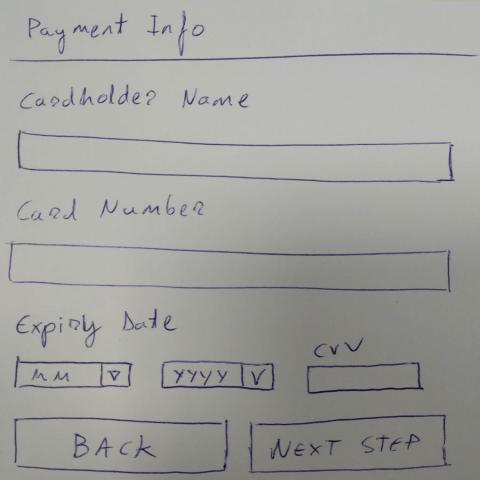 Payment Info
Cardholder Name
Card Number
Expiry Date
CVV
MM
YYYY
BACK
NEXT STEP